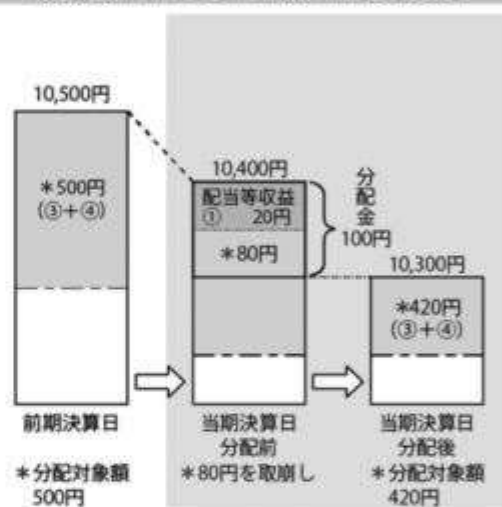 10,500円
*500円
(③+④)
10,400円
配当等収益
① 20円
*80円
分配金
100円
10,300円
*420円
(③+④)
前期決算日
当期決算日
分配前
当期決算日
分配後
*分配対象額
500円
*80円を取崩し
*分配対象額
420円